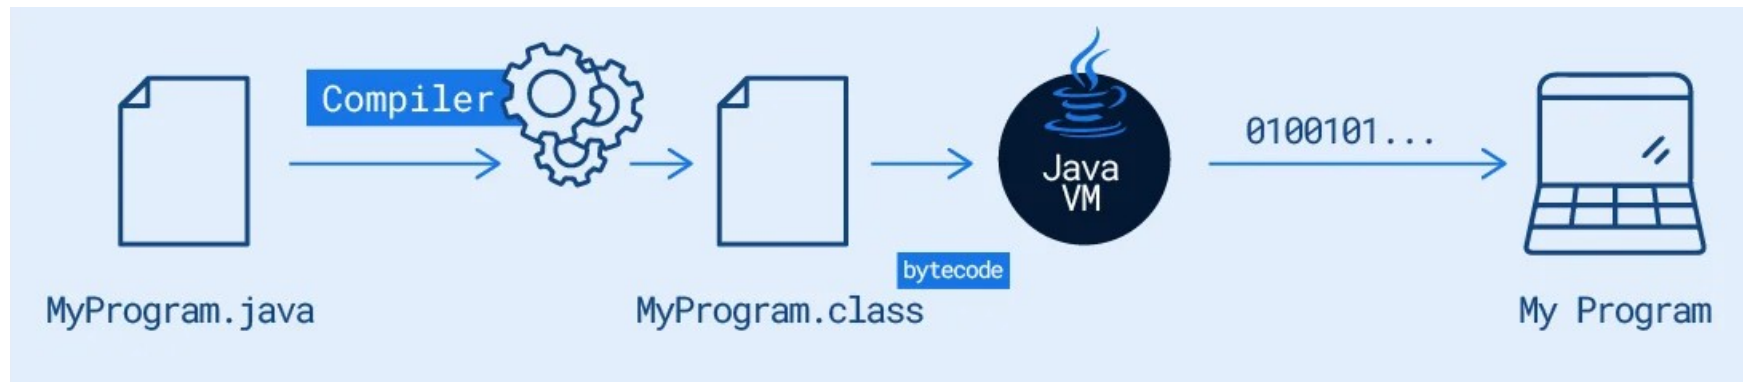 Compiler
0100101...
Java
VM
bytecode
MyProgram.java
MyProgram.class
My Program